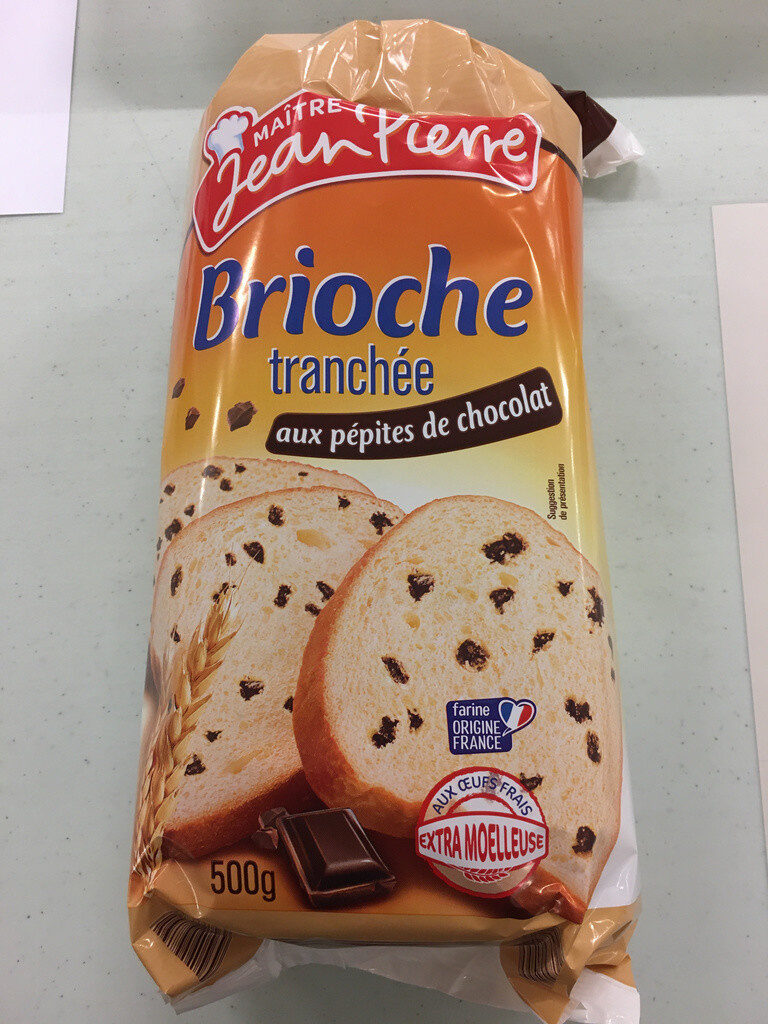 MAÎTRE
Jean Pierre
Brioche
tranchée
aux pépites de chocolat
Suggestion
de présentation
farine
ORIGINE
FRANCE
AUX ŒUFS FRAIS
EXTRA MOELLEUSE
500g